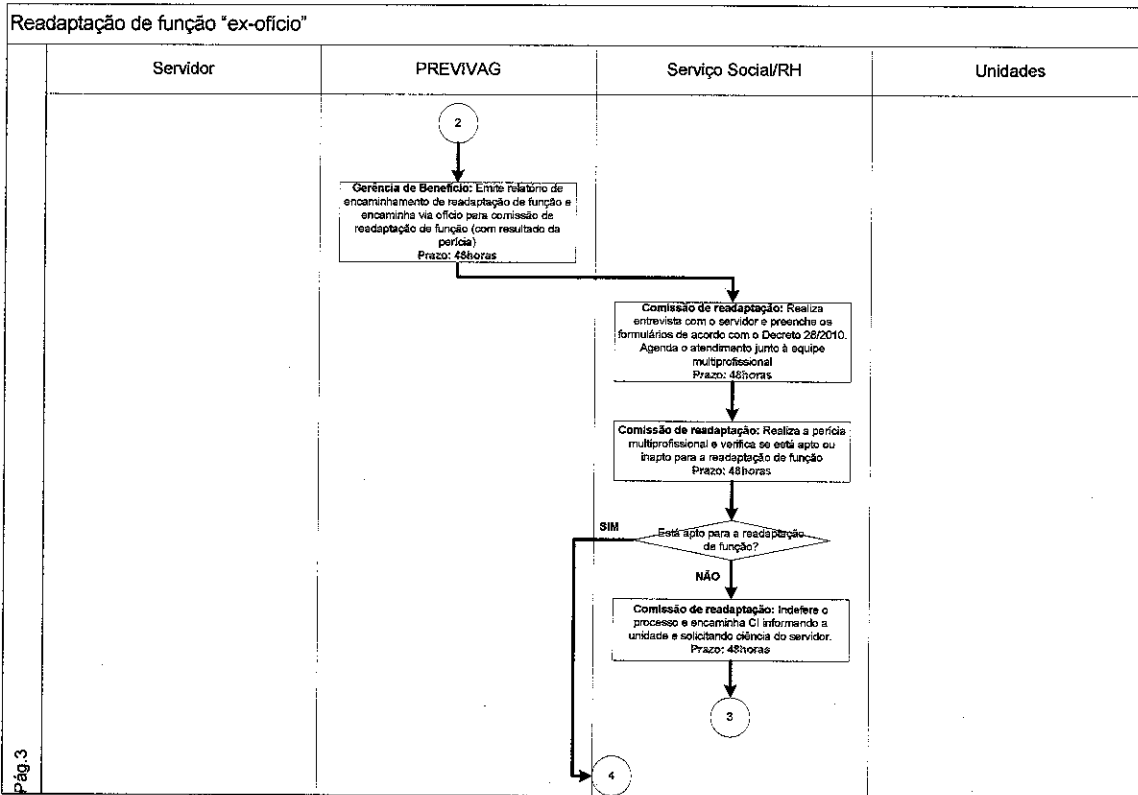 Readaptação de função "ex-ofício"
Servidor
PREVIVAG
Serviço Social/RH
Unidades
2
Gerência de Benefício: Emite relatório de
encaminhamento de readaptação de função e
encaminha via ofício para comissão de
readaptação de função (com resultado da
perícia)
Prazo: 48horas
Comissão de readaptação: Realiza
entrevista com o servidor e preenche os
formulários de acordo com o Decreto 28/2010.
Agenda o atendimento junto à equipe
multiprofissional
Prazo: 48horas
Comissão de readaptação: Realiza a perícia
multiprofissional e verifica se está apto ou
inapto para a readaptação de função
Prazo: 48horas
SIM
Está apto para a readaptação
de função?
NÃO
Comissão de readaptação: Indefere o
processo e encaminha CI informando a
unidade e solicitando ciência do servidor.
Prazo: 48horas
3
4
Pág.3